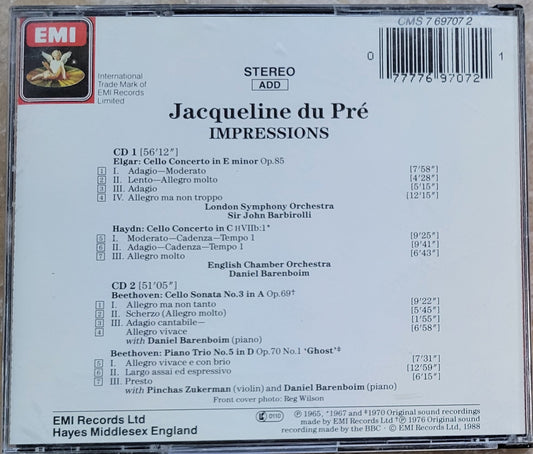 EMI
International
Trade Mark of
EMI Records
Limited
CMS 7 69707 2
0 77776 97072 1
STEREO
ADD
Jacqueline du Pré
IMPRESSIONS
CD 1 [56'12"]
Elgar: Cello Concerto in E minor Op.85
1 I. Adagio—Moderato [7'58"]
2 II. Lento—Allegro molto [4'28"]
3 III. Adagio [5'15"]
4 IV. Allegro ma non troppo [12'15"]
London Symphony Orchestra
Sir John Barbirolli
Haydn: Cello Concerto in C HVIIb:1*
5 I. Moderato—Cadenza—Tempo 1 [9'25"]
6 II. Adagio—Cadenza—Tempo 1 [9'41"]
7 III. Allegro molto [6'43"]
English Chamber Orchestra
Daniel Barenboim
CD 2 [51'05"]
Beethoven: Cello Sonata No.3 in A Op.69†
1 I. Allegro ma non tanto [9'22"]
2 II. Scherzo (Allegro molto) [5'45"]
3 III. Adagio cantabile— [1'55"]
4 Allegro vivace [6'58"]
with Daniel Barenboim (piano)
Beethoven: Piano Trio No.5 in D Op.70 No.1 'Ghost'‡
5 I. Allegro vivace e con brio [7'31"]
6 II. Largo assai ed espressivo [12'59"]
7 III. Presto [6'15"]
with Pinchas Zukerman (violin) and Daniel Barenboim (piano)
Front cover photo: Reg Wilson
EMI Records Ltd
Hayes Middlesex England
0110
℗ 1965, *1967 and ‡1970 Original sound recordings
made by EMI Records Ltd †℗ 1976 Original sound
recording made by the BBC · © EMI Records Ltd, 1988